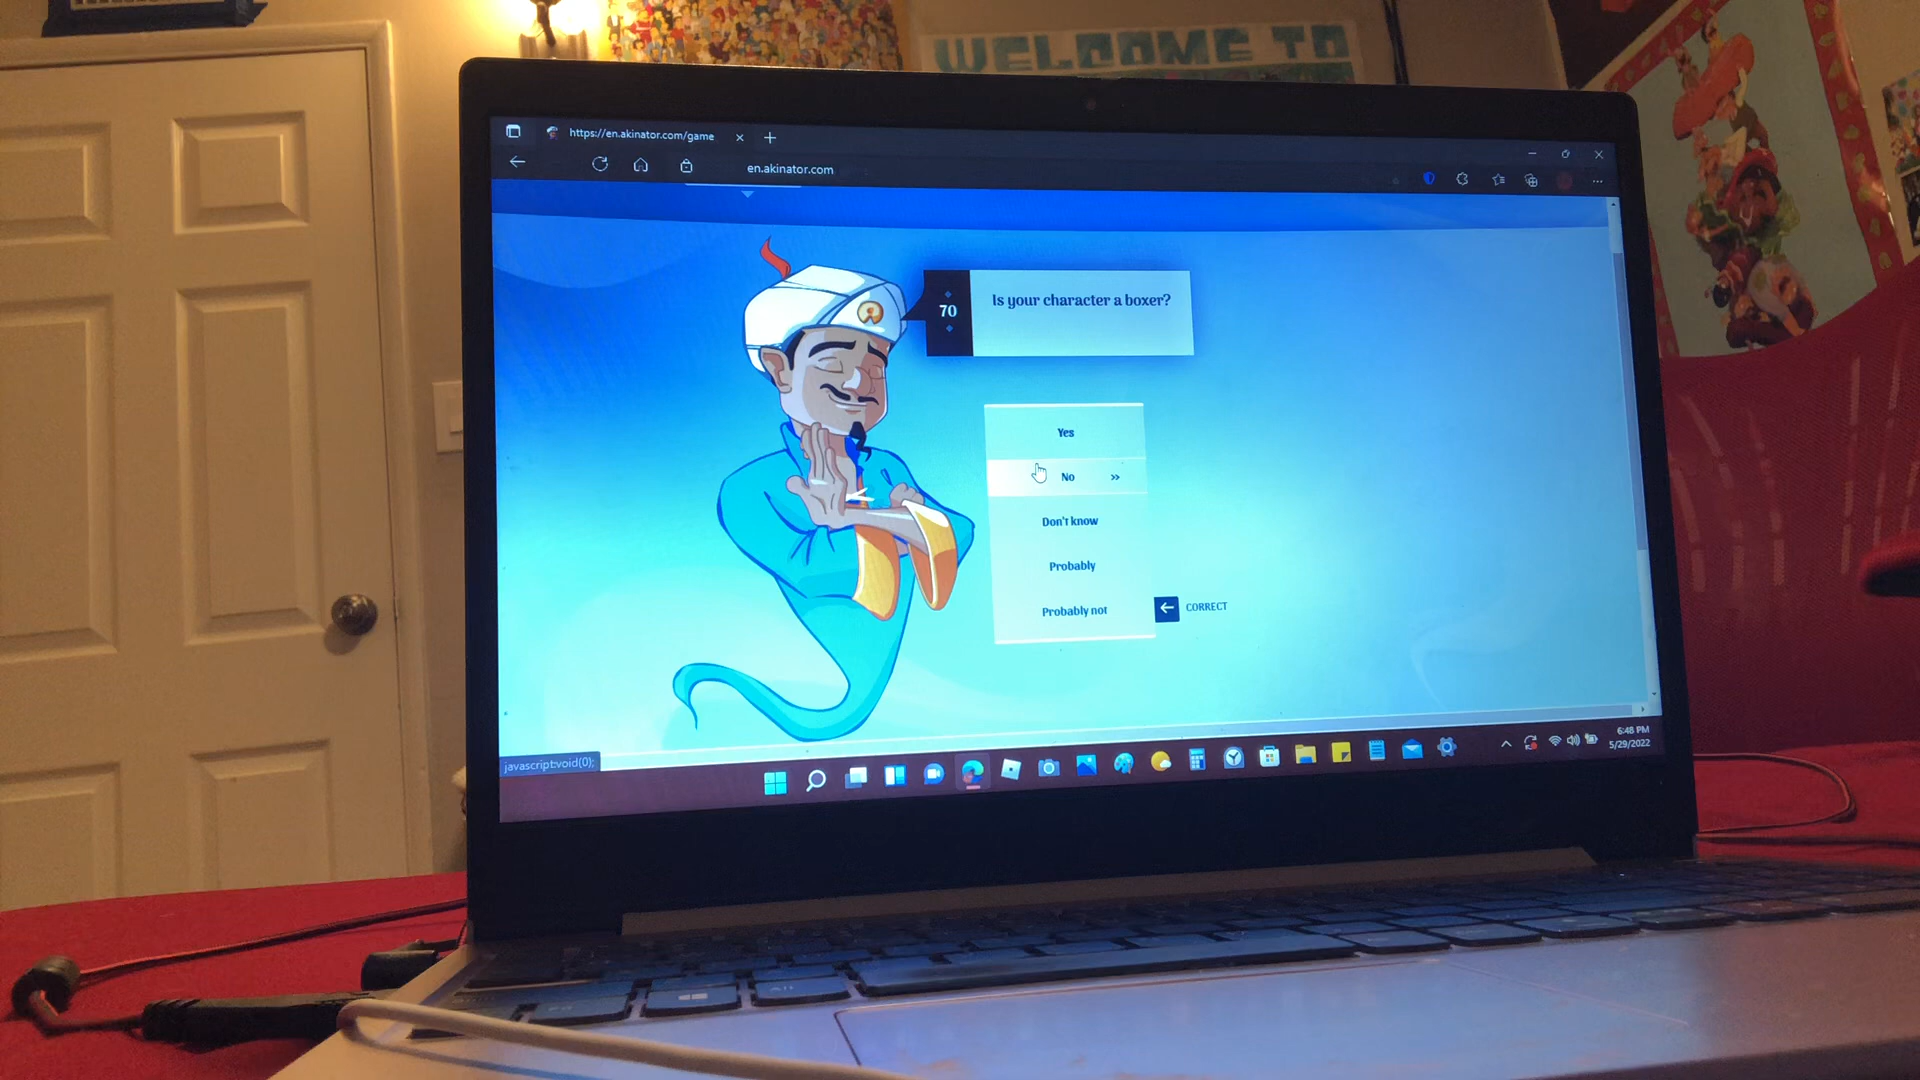 WELCOME TO
https://en.akinator.com/game
en.akinator.com
70
Is your character a boxer?
Yes
No
Don't know
Probably
Probably not
CORRECT
javascript:void(0);
6:48 PM
5/29/2022
Alt